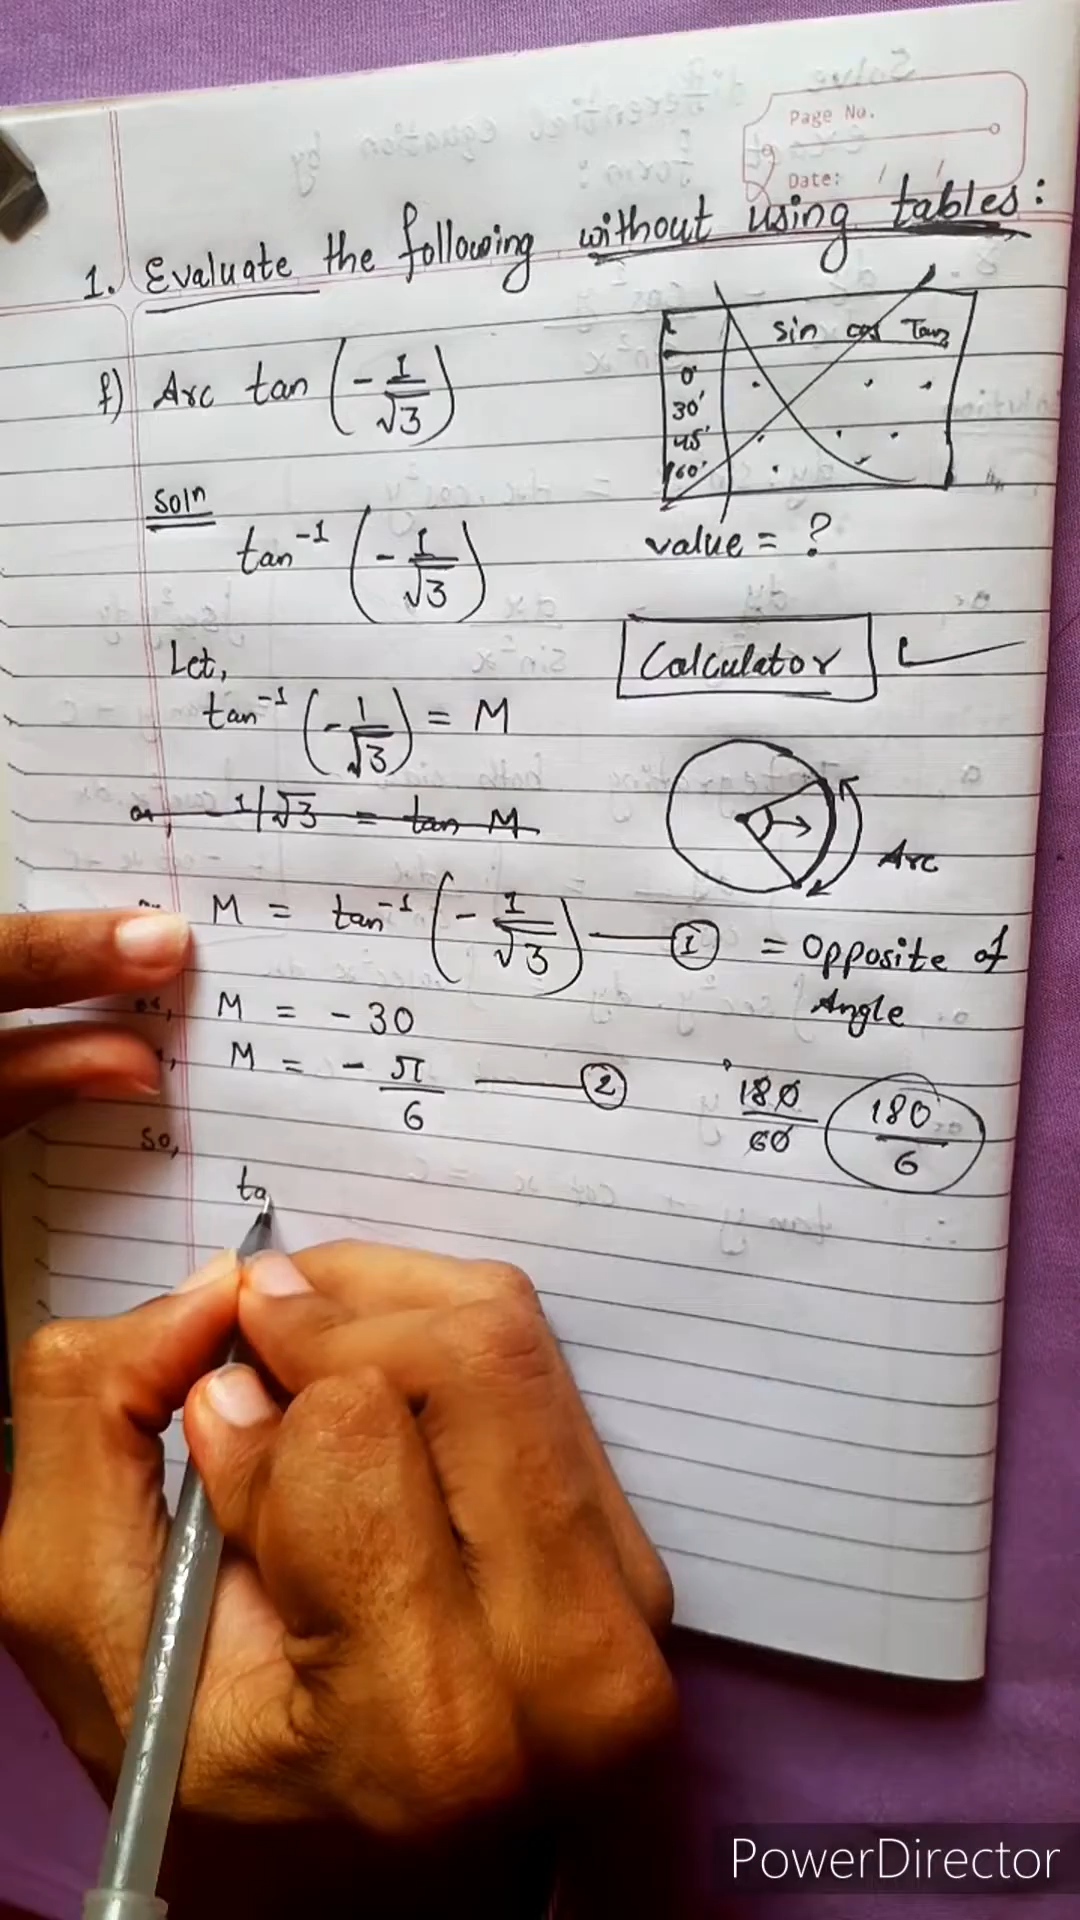 Page No.
Date: / /
1. Evaluate the following without using tables:
f) Arc tan (-1/√3)
sin cos Tan
0°
30'
45'
60'
Soln
tan⁻¹ (-1/√3)
value = ?
Let,
Calculator
tan⁻¹ (-1/√3) = M
or, 1/√3 = tan M
Arc
M = tan⁻¹ (-1/√3) —— ①
= Opposite of
Angle
or, M = - 30
M = - π/6 —— ②
180/60
180/6
so,
ta
PowerDirector